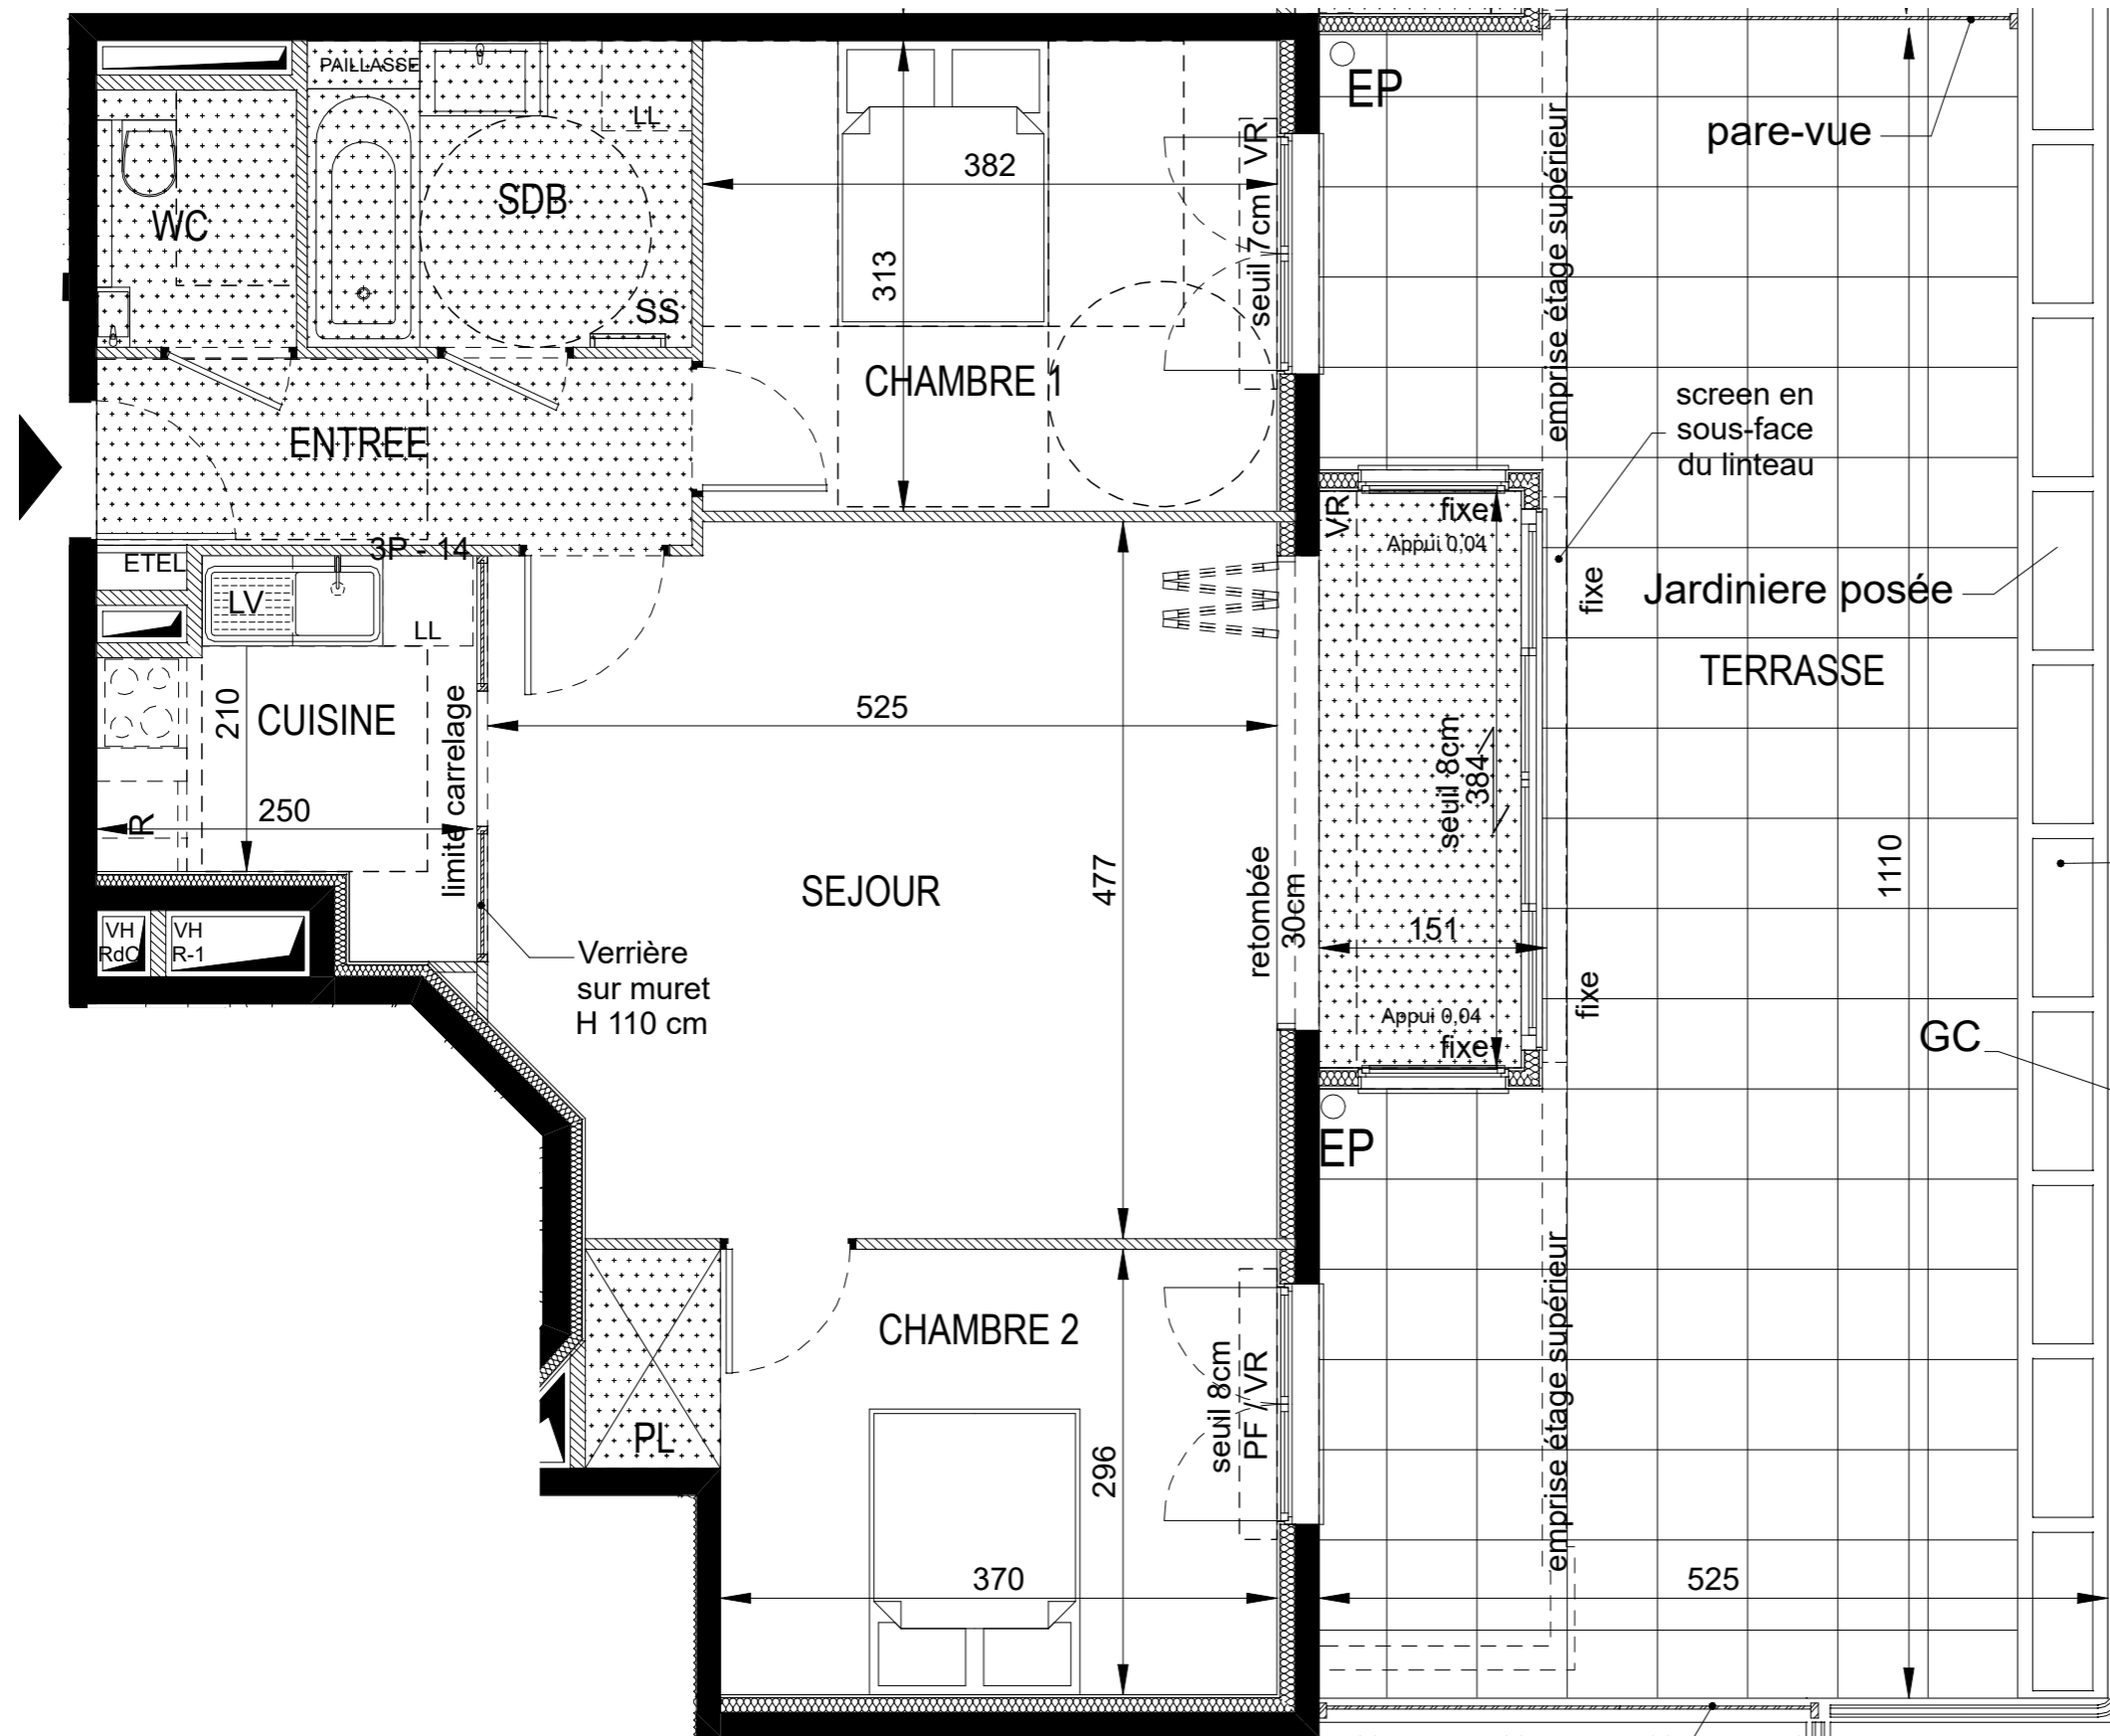 PAILLASSE
LL
WC
SDB
SS
382
313
CHAMBRE 1
VR
seuil 7cm
EP
pare-vue
emprise étage supérieur
screen en
sous-face
du linteau
ENTREE
3P - 14
ETEL
LV
LL
210
CUISINE
250
R
limite carrelage
VH
RdC
VH
R-1
Verrière
sur muret
H 110 cm
525
SEJOUR
477
retombée
30cm
VR
fixe
Appui 0,04
seuil 8cm
384
151
Appui 0,04
fixe
fixe
fixe
Jardiniere posée
TERRASSE
1110
GC
EP
CHAMBRE 2
PL
296
370
seuil 8cm
PF / VR
emprise étage supérieur
525